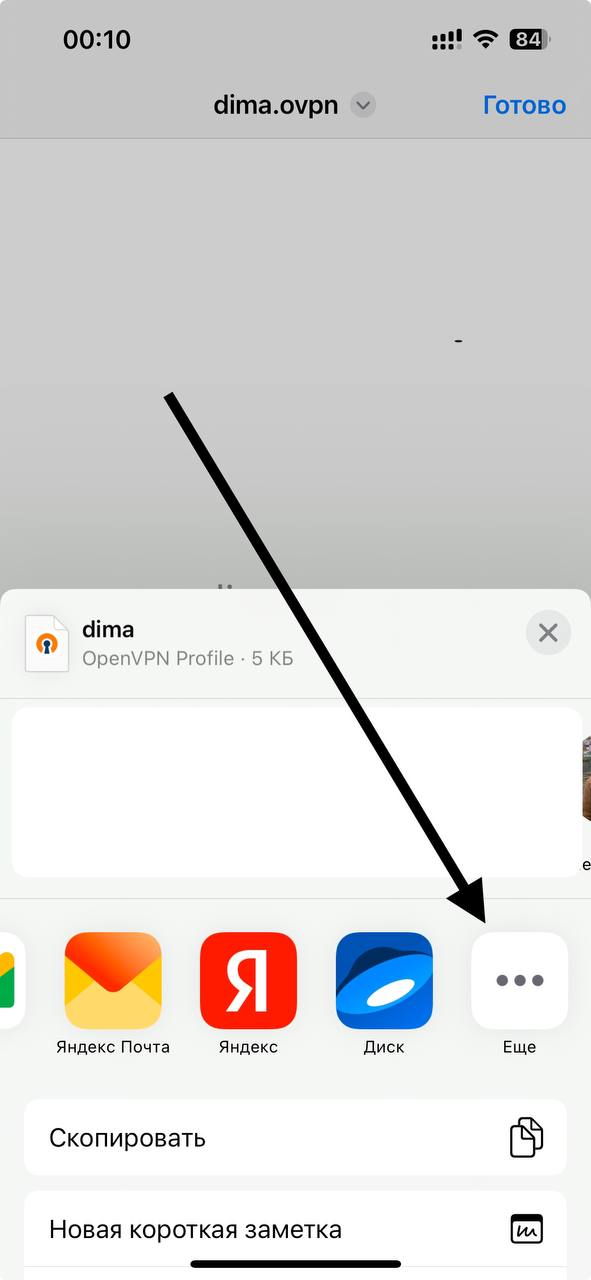 00:10
84
dima.ovpn
Готово
dima
OpenVPN Profile · 5 КБ
е
Яндекс Почта
Я
Яндекс
Диск
Еще
Скопировать
Новая короткая заметка